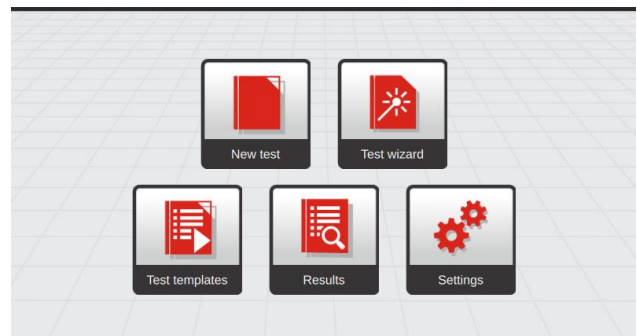 New test
Test wizard
Test templates
Results
Settings